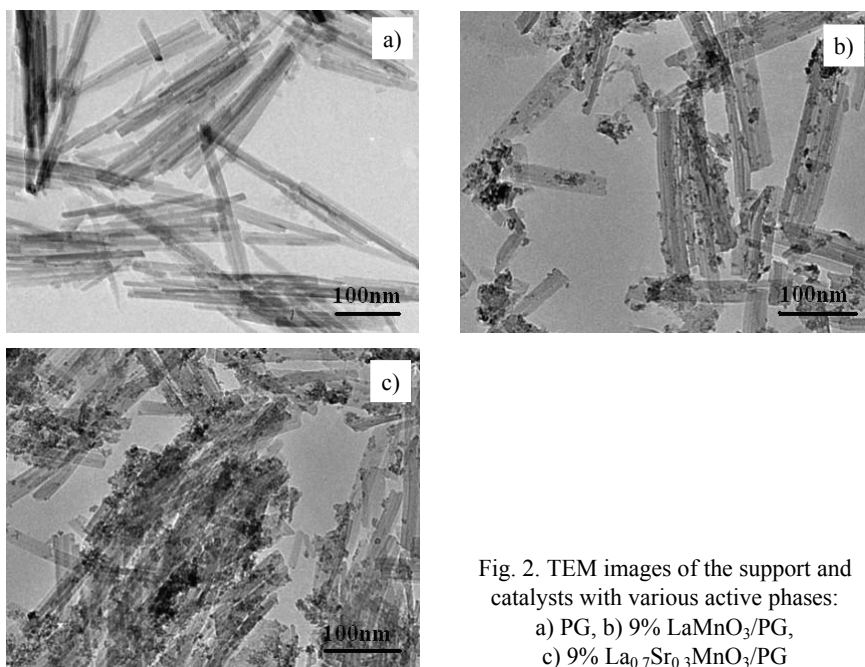 a)
100nm
b)
100nm
c)
100nm
Fig. 2. TEM images of the support and
catalysts with various active phases:
a) PG, b) 9% LaMnO₃/PG,
c) 9% La₀.₇Sr₀.₃MnO₃/PG